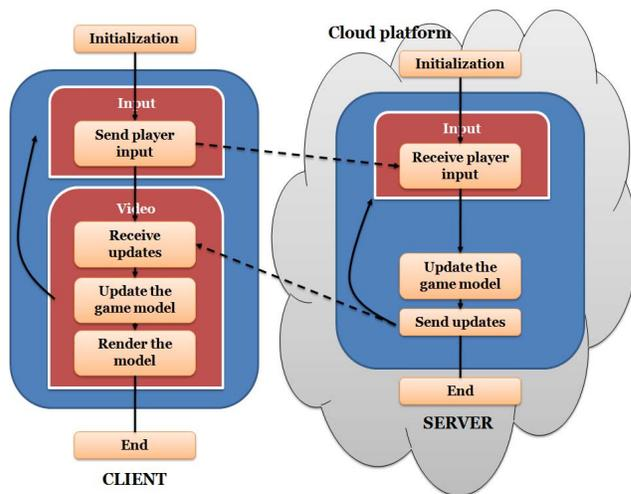 Initialization
Input
Send player
input
Video
Receive
updates
Update the
game model
Render the
model
End
CLIENT
Cloud platform
Initialization
Input
Receive player
input
Update the
game model
Send updates
End
SERVER